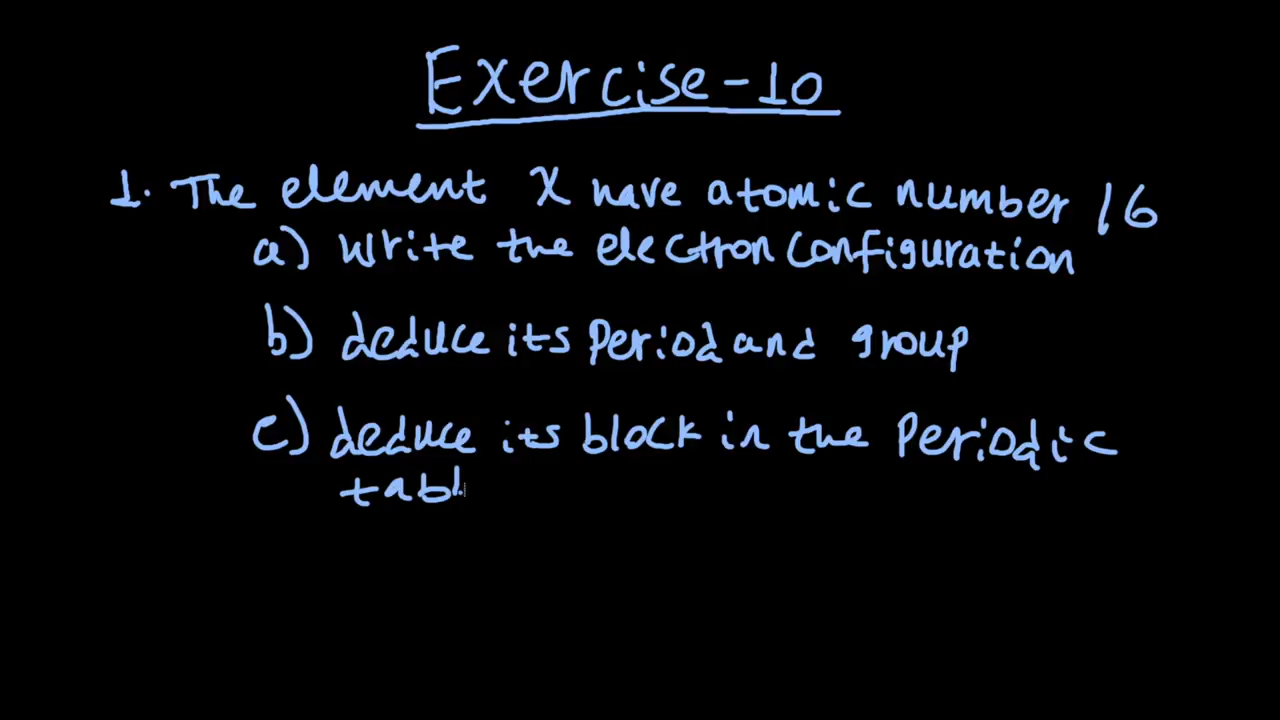 Exercise-10
1. The element X have atomic number 16
a) write the electron configuration
b) deduce its period and group
c) deduce its block in the Periodic
tabl